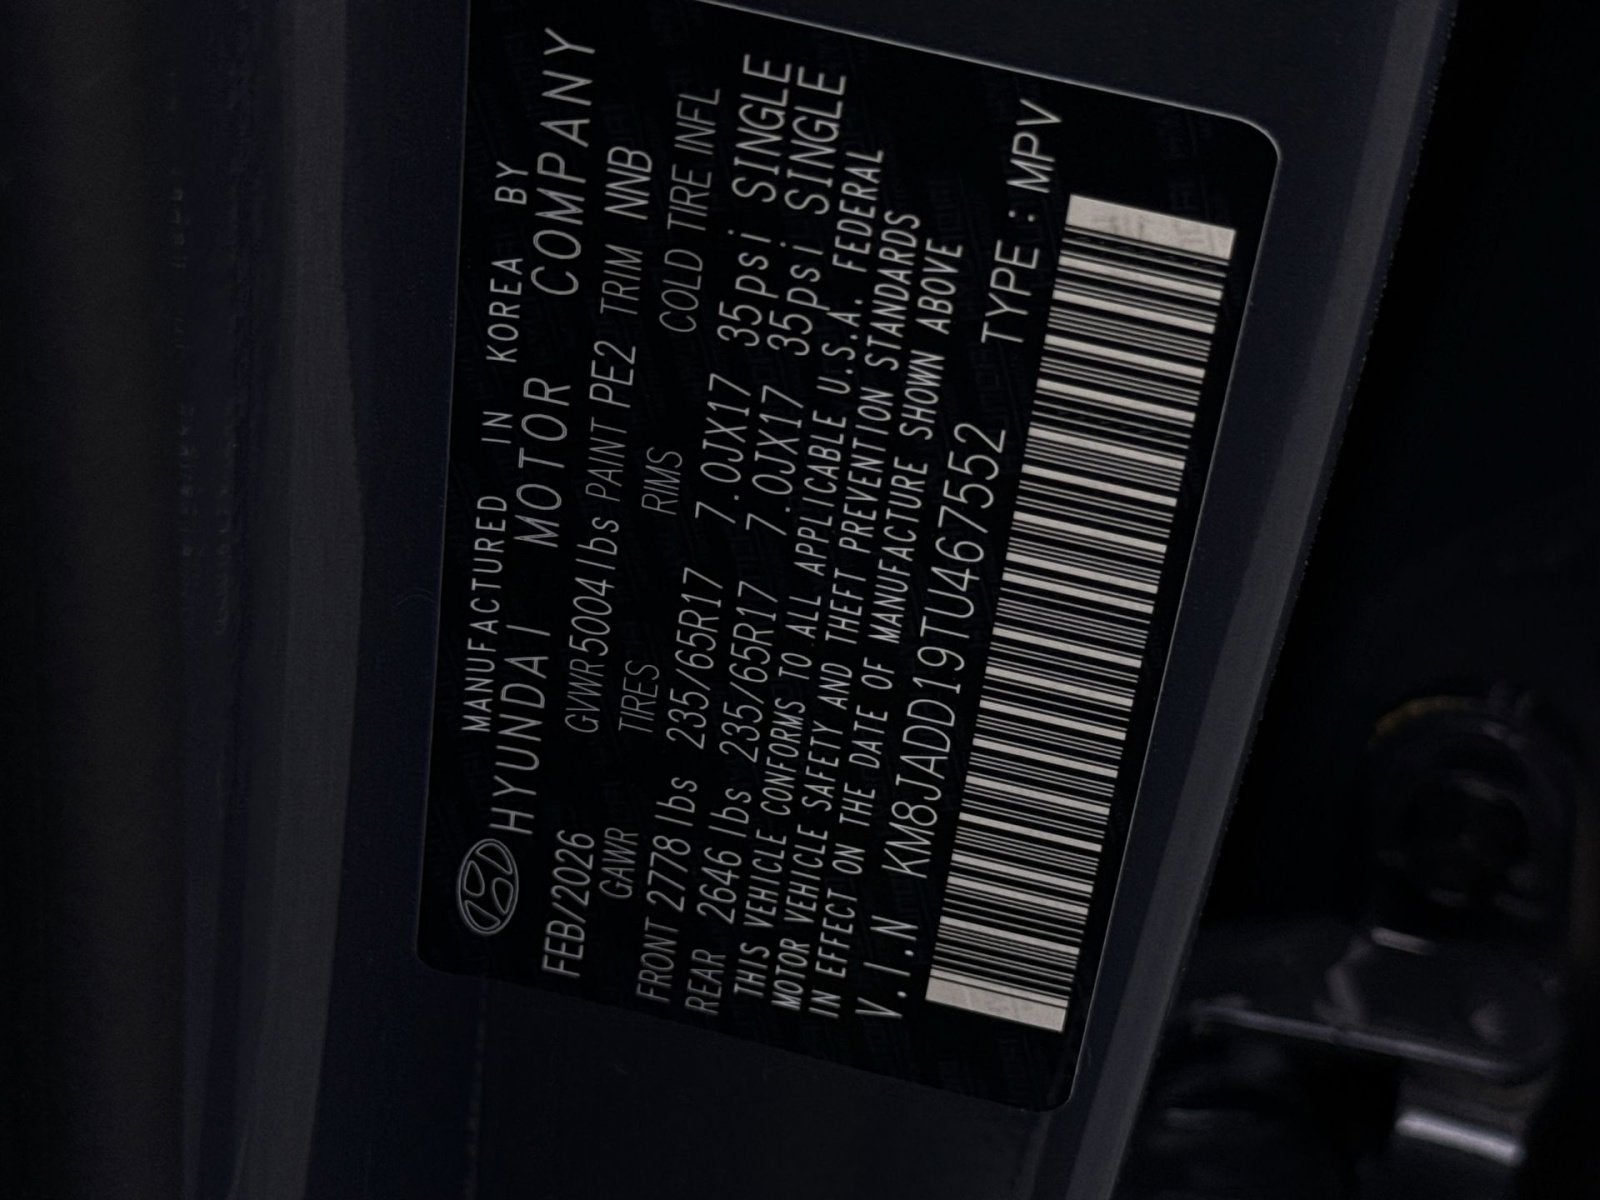 MANUFACTURED IN KOREA BY
HYUNDAI MOTOR COMPANY
FEB/2026 GVWR5004lbs PAINT PE2 TRIM NNB
GAWR TIRES RIMS COLD TIRE INFL
FRONT 2778 lbs 235/65R17 7.0JX17 35psi SINGLE
REAR 2646 lbs 235/65R17 7.0JX17 35psi SINGLE
THIS VEHICLE CONFORMS TO ALL APPLICABLE U.S.A. FEDERAL
MOTOR VEHICLE SAFETY AND THEFT PREVENTION STANDARDS
IN EFFECT ON THE DATE OF MANUFACTURE SHOWN ABOVE
V.I.N KM8JADD19TU467552 TYPE : MPV